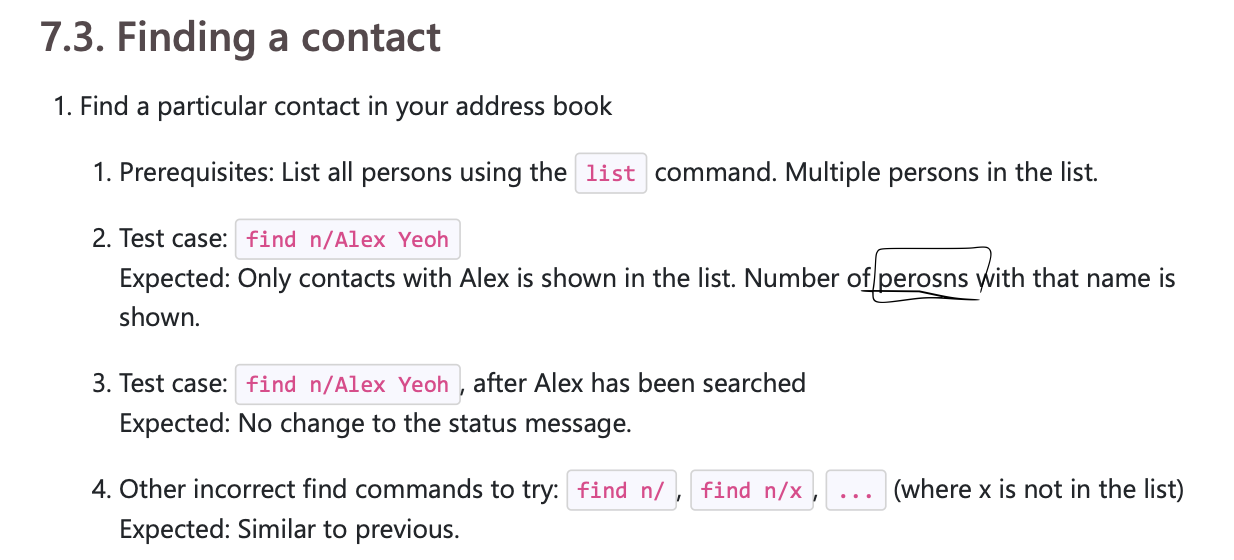 7.3. Finding a contact
1. Find a particular contact in your address book
1. Prerequisites: List all persons using the list command. Multiple persons in the list.
2. Test case: find n/Alex Yeoh
Expected: Only contacts with Alex is shown in the list. Number of perosns with that name is
shown.
3. Test case: find n/Alex Yeoh, after Alex has been searched
Expected: No change to the status message.
4. Other incorrect find commands to try: find n/, find n/x, ... (where x is not in the list)
Expected: Similar to previous.